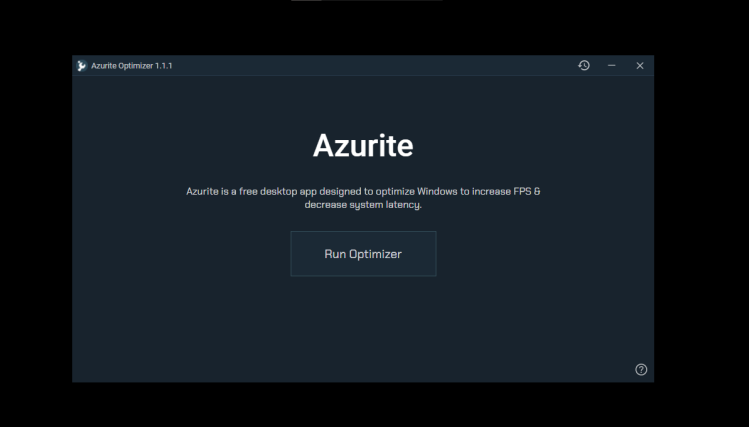 Azurite Optimizer 1.1.1
Azurite
Azurite is a free desktop app designed to optimize Windows to increase FPS &
decrease system latency.
Run Optimizer